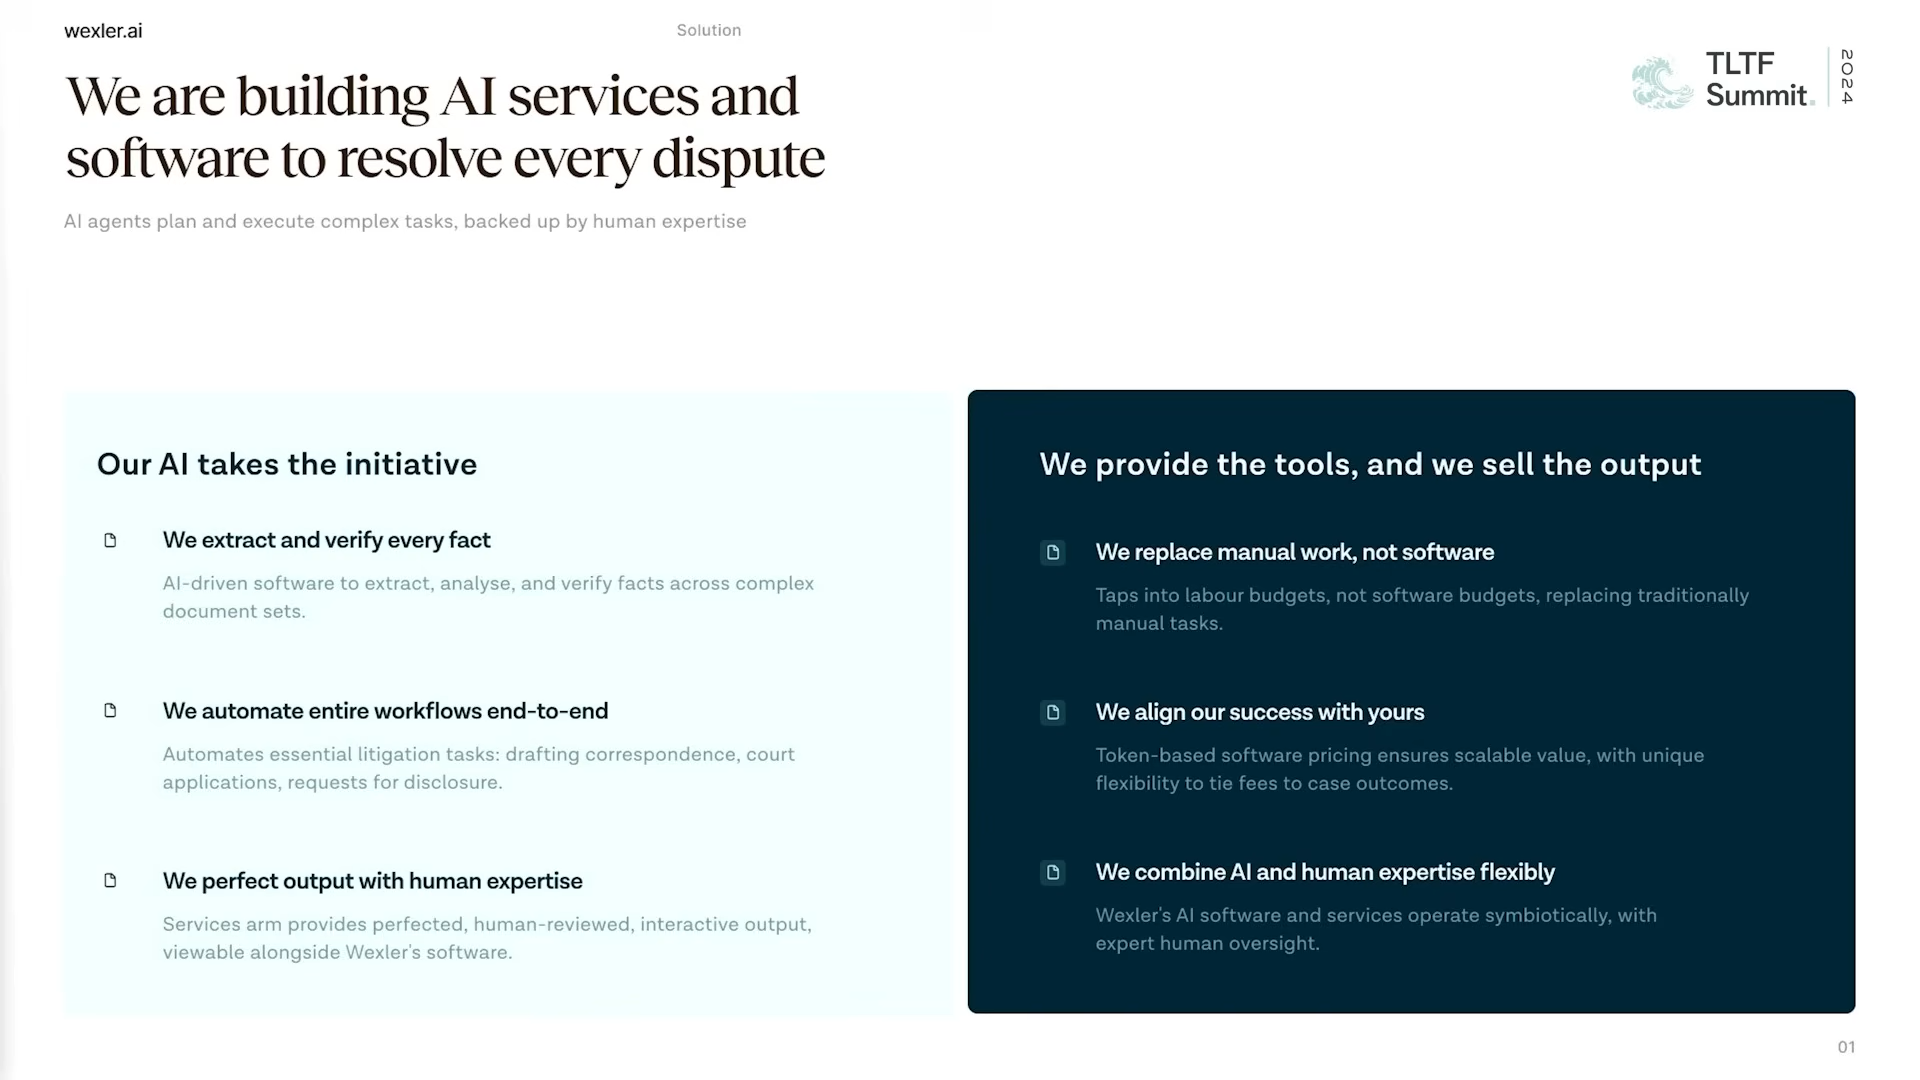 wexler.ai
Solution
We are building AI services and
software to resolve every dispute
AI agents plan and execute complex tasks, backed up by human expertise
TLTF
Summit.
2024
Our AI takes the initiative
We extract and verify every fact
AI-driven software to extract, analyse, and verify facts across complex
document sets.
We automate entire workflows end-to-end
Automates essential litigation tasks: drafting correspondence, court
applications, requests for disclosure.
We perfect output with human expertise
Services arm provides perfected, human-reviewed, interactive output,
viewable alongside Wexler's software.
We provide the tools, and we sell the output
We replace manual work, not software
Taps into labour budgets, not software budgets, replacing traditionally
manual tasks.
We align our success with yours
Token-based software pricing ensures scalable value, with unique
flexibility to tie fees to case outcomes.
We combine AI and human expertise flexibly
Wexler's AI software and services operate symbiotically, with
expert human oversight.
01